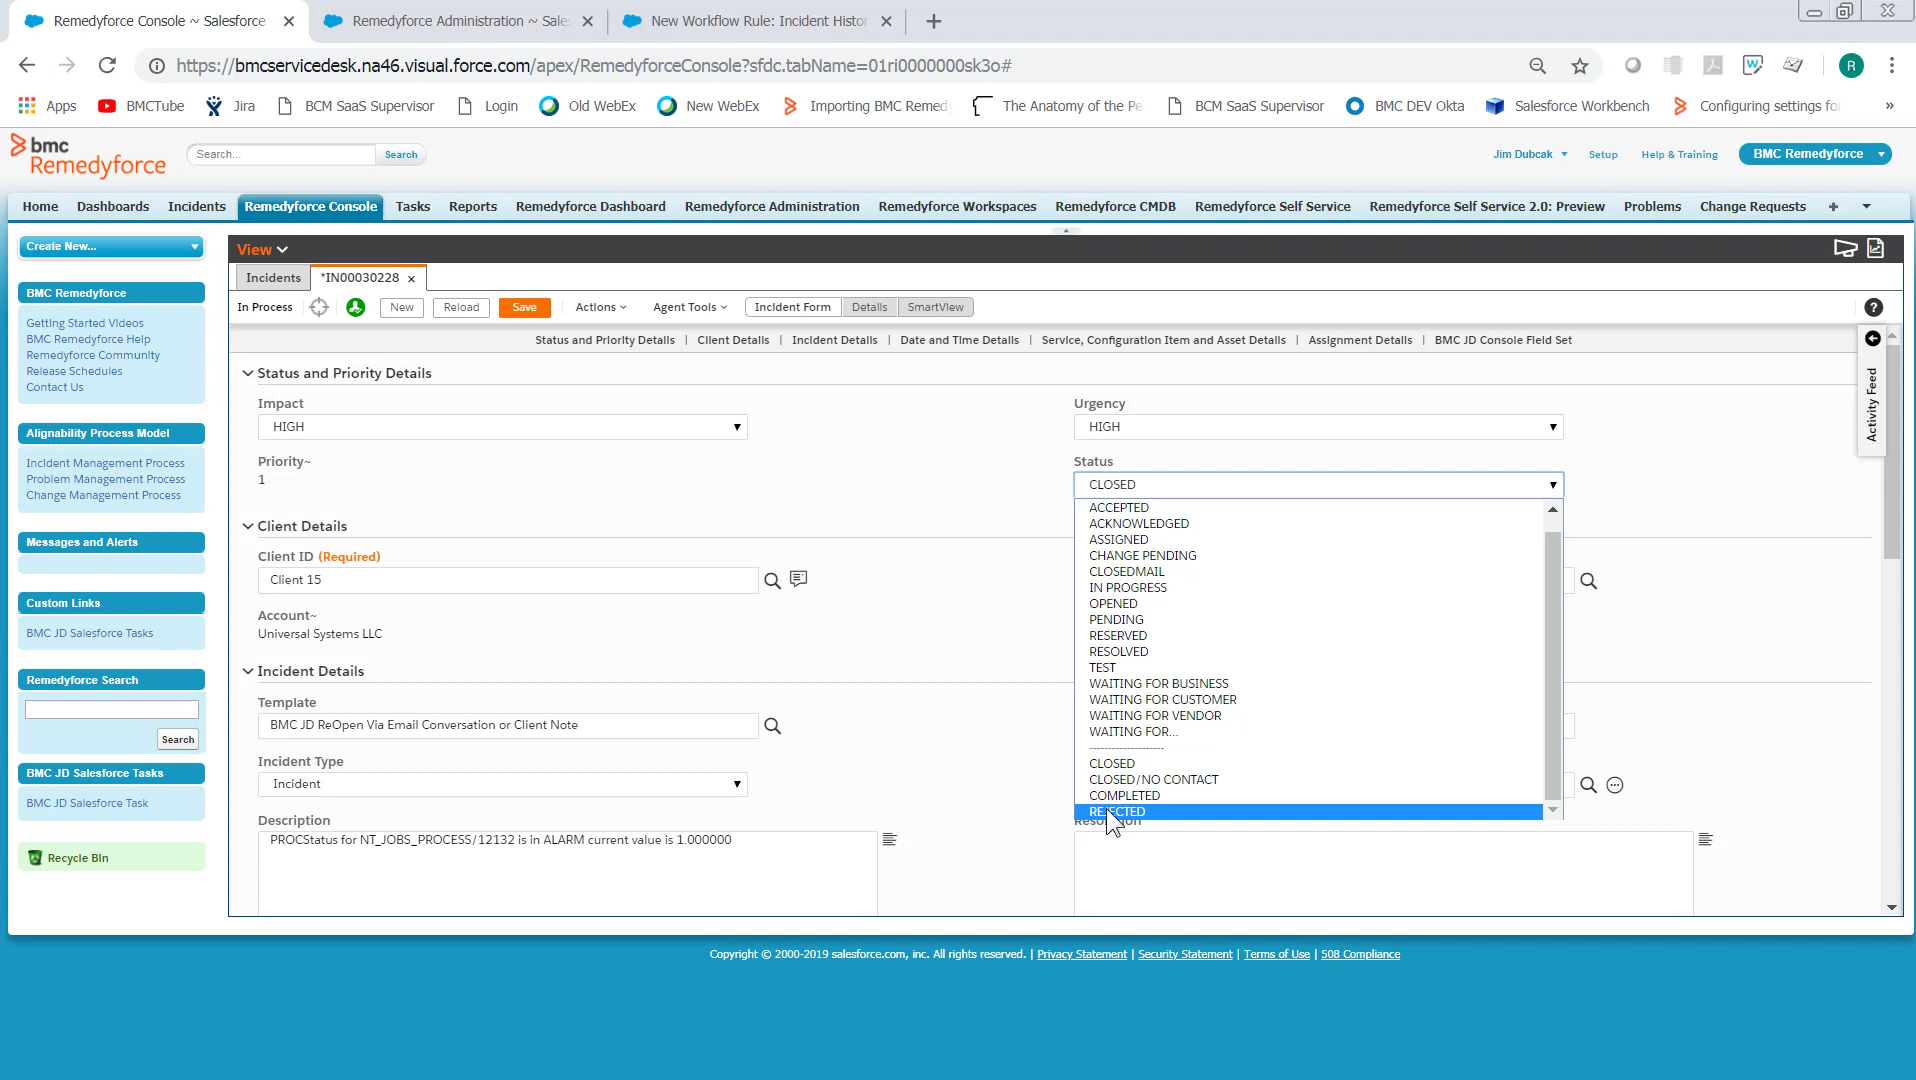 Remedyforce Console ~ Salesforce
Remedyforce Administration ~ Sales
New Workflow Rule: Incident Histor
https://bmcservicedesk.na46.visual.force.com/apex/RemedyforceConsole?sfdc.tabName=01ri0000000sk3o#
R
Apps
BMCTube
Jira
BCM SaaS Supervisor
Login
Old WebEx
New WebEx
Importing BMC Remed
The Anatomy of the Pe
BCM SaaS Supervisor
BMC DEV Okta
Salesforce Workbench
Configuring settings fo
»
bmc
Remedyforce
Search...
Search
Jim Dubcak
Setup
Help & Training
BMC Remedyforce
Home
Dashboards
Incidents
Remedyforce Console
Tasks
Reports
Remedyforce Dashboard
Remedyforce Administration
Remedyforce Workspaces
Remedyforce CMDB
Remedyforce Self Service
Remedyforce Self Service 2.0: Preview
Problems
Change Requests
+
Create New...
BMC Remedyforce
Getting Started Videos
BMC Remedyforce Help
Remedyforce Community
Release Schedules
Contact Us
Alignability Process Model
Incident Management Process
Problem Management Process
Change Management Process
Messages and Alerts
Custom Links
BMC JD Salesforce Tasks
Remedyforce Search
Search
BMC JD Salesforce Tasks
BMC JD Salesforce Task
Recycle Bin
View
Incidents
*IN00030228
In Process
New
Reload
Save
Actions
Agent Tools
Incident Form
Details
SmartView
?
Status and Priority Details | Client Details | Incident Details | Date and Time Details | Service, Configuration Item and Asset Details | Assignment Details | BMC JD Console Field Set
Activity Feed
Status and Priority Details
Impact
HIGH
Urgency
HIGH
Priority~
1
Status
CLOSED
ACCEPTED
ACKNOWLEDGED
ASSIGNED
CHANGE PENDING
CLOSEDMAIL
IN PROGRESS
OPENED
PENDING
RESERVED
RESOLVED
TEST
WAITING FOR BUSINESS
WAITING FOR CUSTOMER
WAITING FOR VENDOR
WAITING FOR...
--------------------
CLOSED
CLOSED/NO CONTACT
COMPLETED
REJECTED
Client Details
Client ID (Required)
Client 15
Account~
Universal Systems LLC
Incident Details
Template
BMC JD ReOpen Via Email Conversation or Client Note
Incident Type
Incident
Description
PROCStatus for NT_JOBS_PROCESS/12132 is in ALARM current value is 1.000000
Copyright © 2000-2019 salesforce.com, inc. All rights reserved. | Privacy Statement | Security Statement | Terms of Use | 508 Compliance